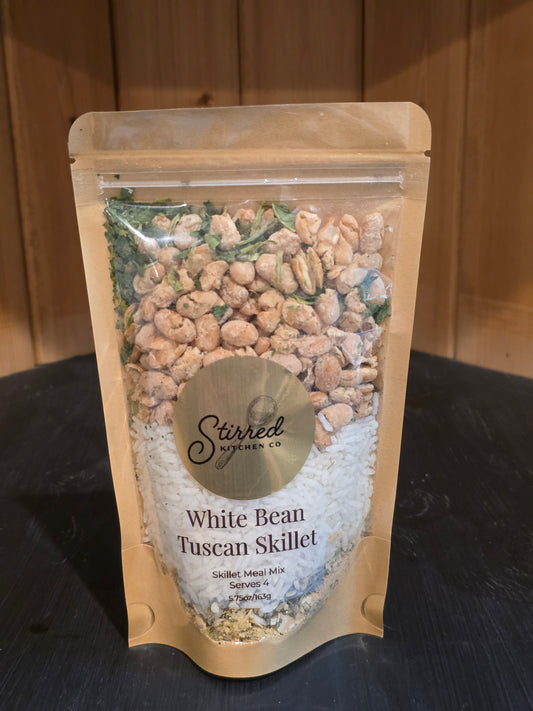 Stirred
KITCHEN CO
White Bean
Tuscan Skillet
Skillet Meal Mix
Serves 4
5.75oz/163g